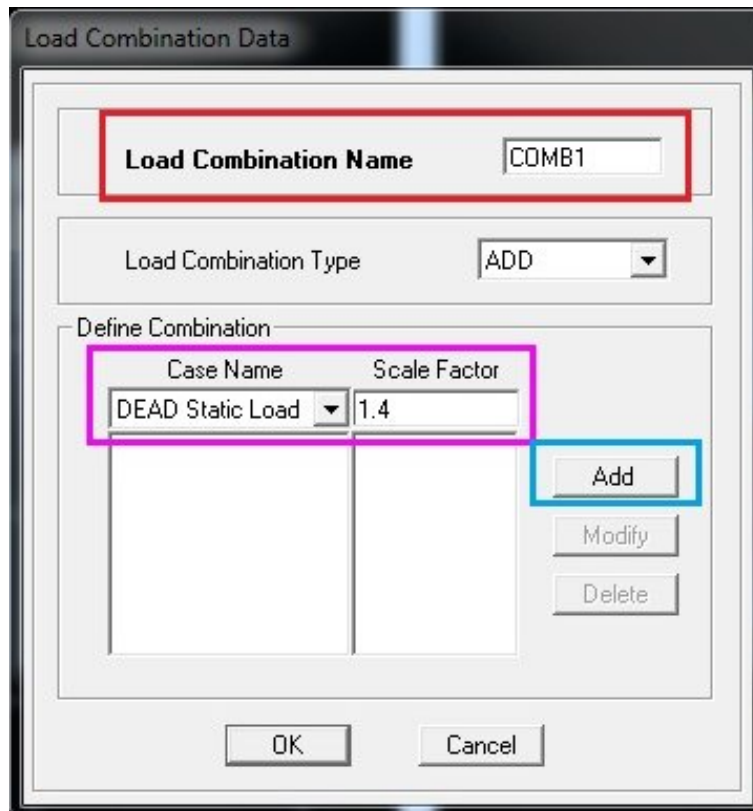 Load Combination Data
Load Combination Name COMB1
Load Combination Type ADD
Define Combination
Case Name Scale Factor
DEAD Static Load 1.4
Add
Modify
Delete
OK Cancel